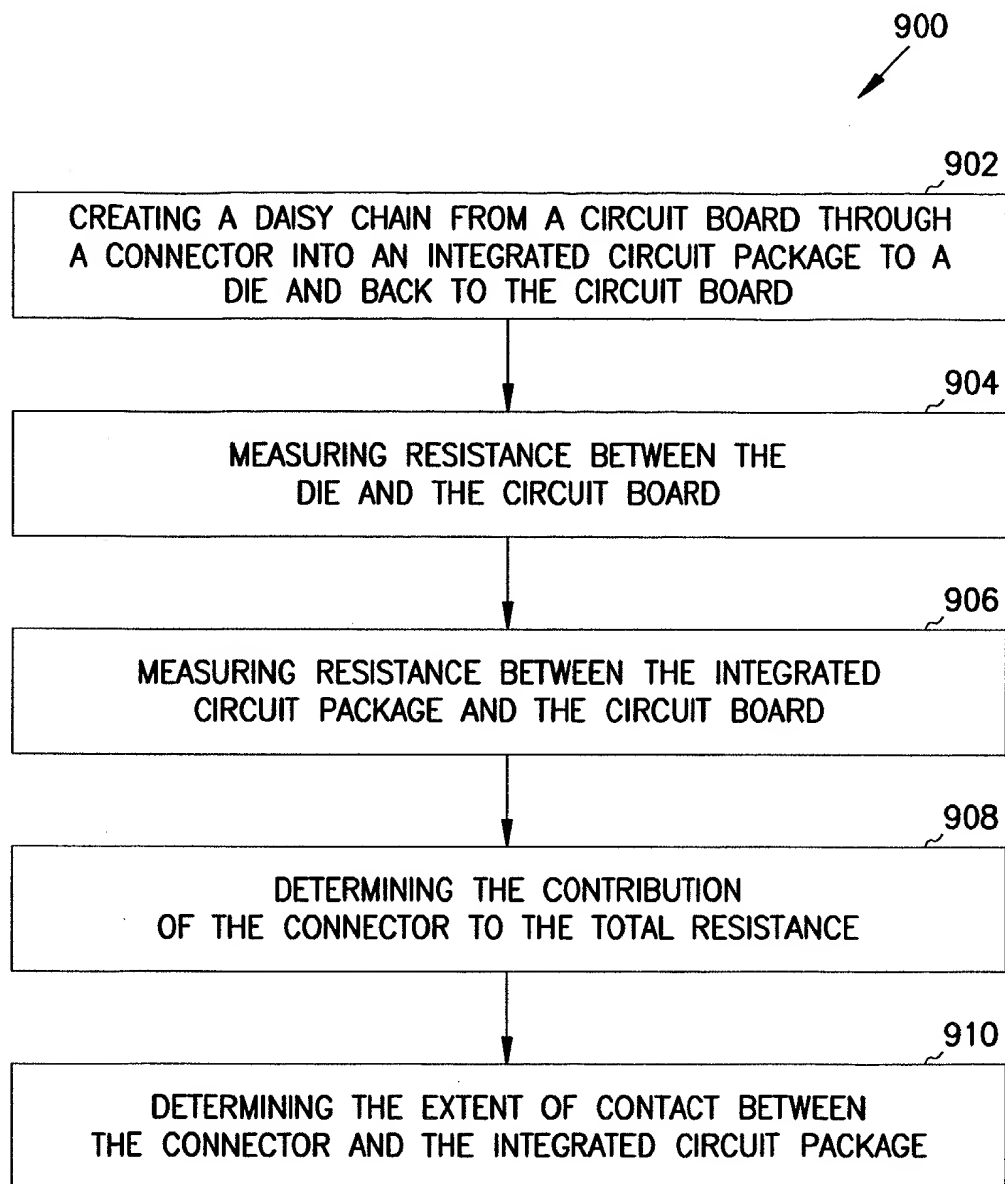 900
902
CREATING A DAISY CHAIN FROM A CIRCUIT BOARD THROUGH
A CONNECTOR INTO AN INTEGRATED CIRCUIT PACKAGE TO A
DIE AND BACK TO THE CIRCUIT BOARD
904
MEASURING RESISTANCE BETWEEN THE
DIE AND THE CIRCUIT BOARD
906
MEASURING RESISTANCE BETWEEN THE INTEGRATED
CIRCUIT PACKAGE AND THE CIRCUIT BOARD
908
DETERMINING THE CONTRIBUTION
OF THE CONNECTOR TO THE TOTAL RESISTANCE
910
DETERMINING THE EXTENT OF CONTACT BETWEEN
THE CONNECTOR AND THE INTEGRATED CIRCUIT PACKAGE